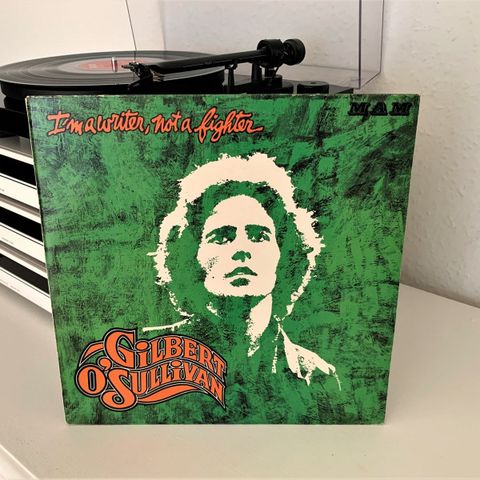 I'm a writer, not a fighter
MAM
GILBERT
O'SULLIVAN